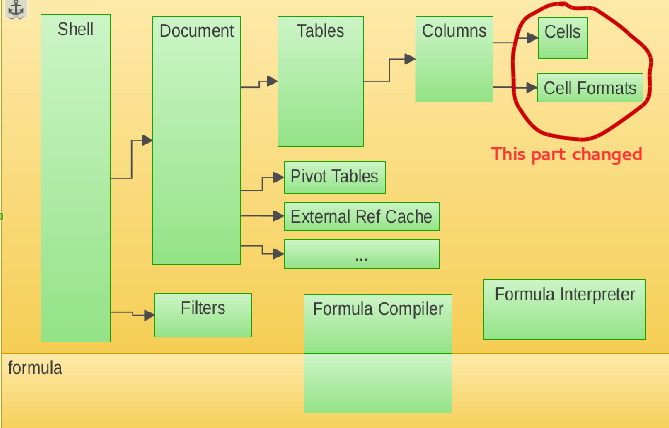 Shell
Document
Tables
Columns
Cells
Cell Formats
This part changed
Pivot Tables
External Ref Cache
...
Filters
Formula Compiler
Formula Interpreter
formula